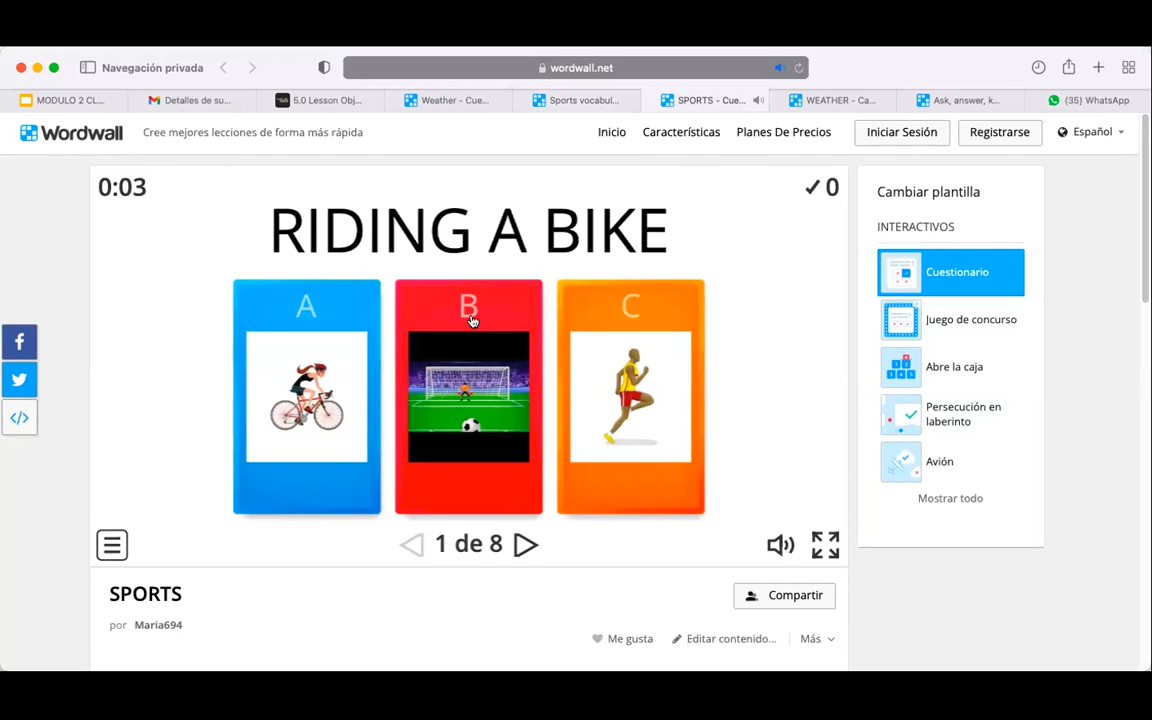 Navegación privada
wordwall.net
MODULO 2 CL...
Detalles de su...
5.0 Lesson Obj...
Weather - Cue...
Sports vocabul...
SPORTS - Cue...
WEATHER - Ca...
Ask, answer, k...
(35) WhatsApp
Wordwall
Cree mejores lecciones de forma más rápida
Inicio
Características
Planes De Precios
Iniciar Sesión
Registrarse
Español
0:03
0
RIDING A BIKE
A
B
C
1 de 8
Cambiar plantilla
INTERACTIVOS
Cuestionario
Juego de concurso
Abre la caja
Persecución en
laberinto
Avión
Mostrar todo
SPORTS
Compartir
por Maria694
Me gusta
Editar contenido...
Más